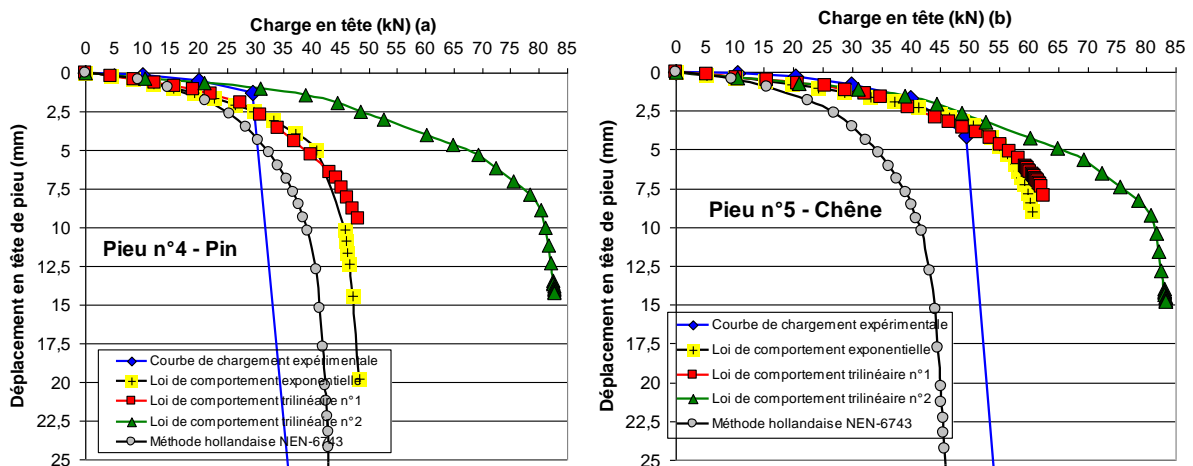 Charge en tête (kN) (a)
0 5 10 15 20 25 30 35 40 45 50 55 60 65 70 75 80 85
0
2.5
5
7.5
10
12.5
15
17.5
20
22.5
25
Déplacement en tête de pieu (mm)
Pieu n°4 - Pin
Courbe de chargement expérimentale
Loi de comportement exponentielle
Loi de comportement trilinéaire n°1
Loi de comportement trilinéaire n°2
Méthode hollandaise NEN-6743
Charge en tête (kN) (b)
0 5 10 15 20 25 30 35 40 45 50 55 60 65 70 75 80 85
0
2.5
5
7.5
10
12.5
15
17.5
20
22.5
25
Déplacement en tête de pieu (mm)
Pieu n°5 - Chêne
Courbe de chargement expérimentale
Loi de comportement exponentielle
Loi de comportement trilinéaire n°1
Loi de comportement trilinéaire n°2
Méthode hollandaise NEN-6743